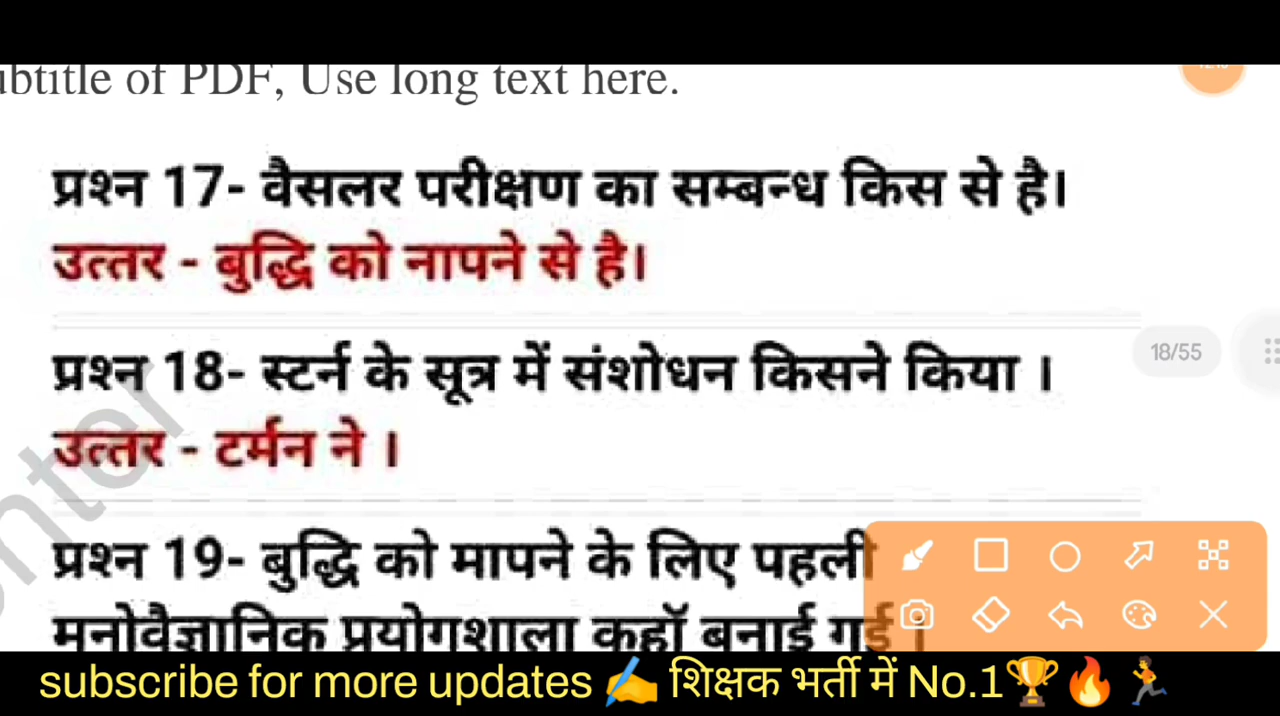 of PDF, Use long text here.
प्रश्न 17- वैसलर परीक्षण का सम्बन्ध किस से है।
उत्तर - बुद्धि को नापने से है।
18/55
प्रश्न 18- स्टर्न के सूत्र में संशोधन किसने किया ।
उत्तर - टर्मन ने ।
प्रश्न 19- बुद्धि को मापने के लिए पहली
मनोवैज्ञानिक प्रयोगशाला कहाॅ बनाई गई ।
subscribe for more updates ✍️ शिक्षक भर्ती में No.1🏆🔥🏃